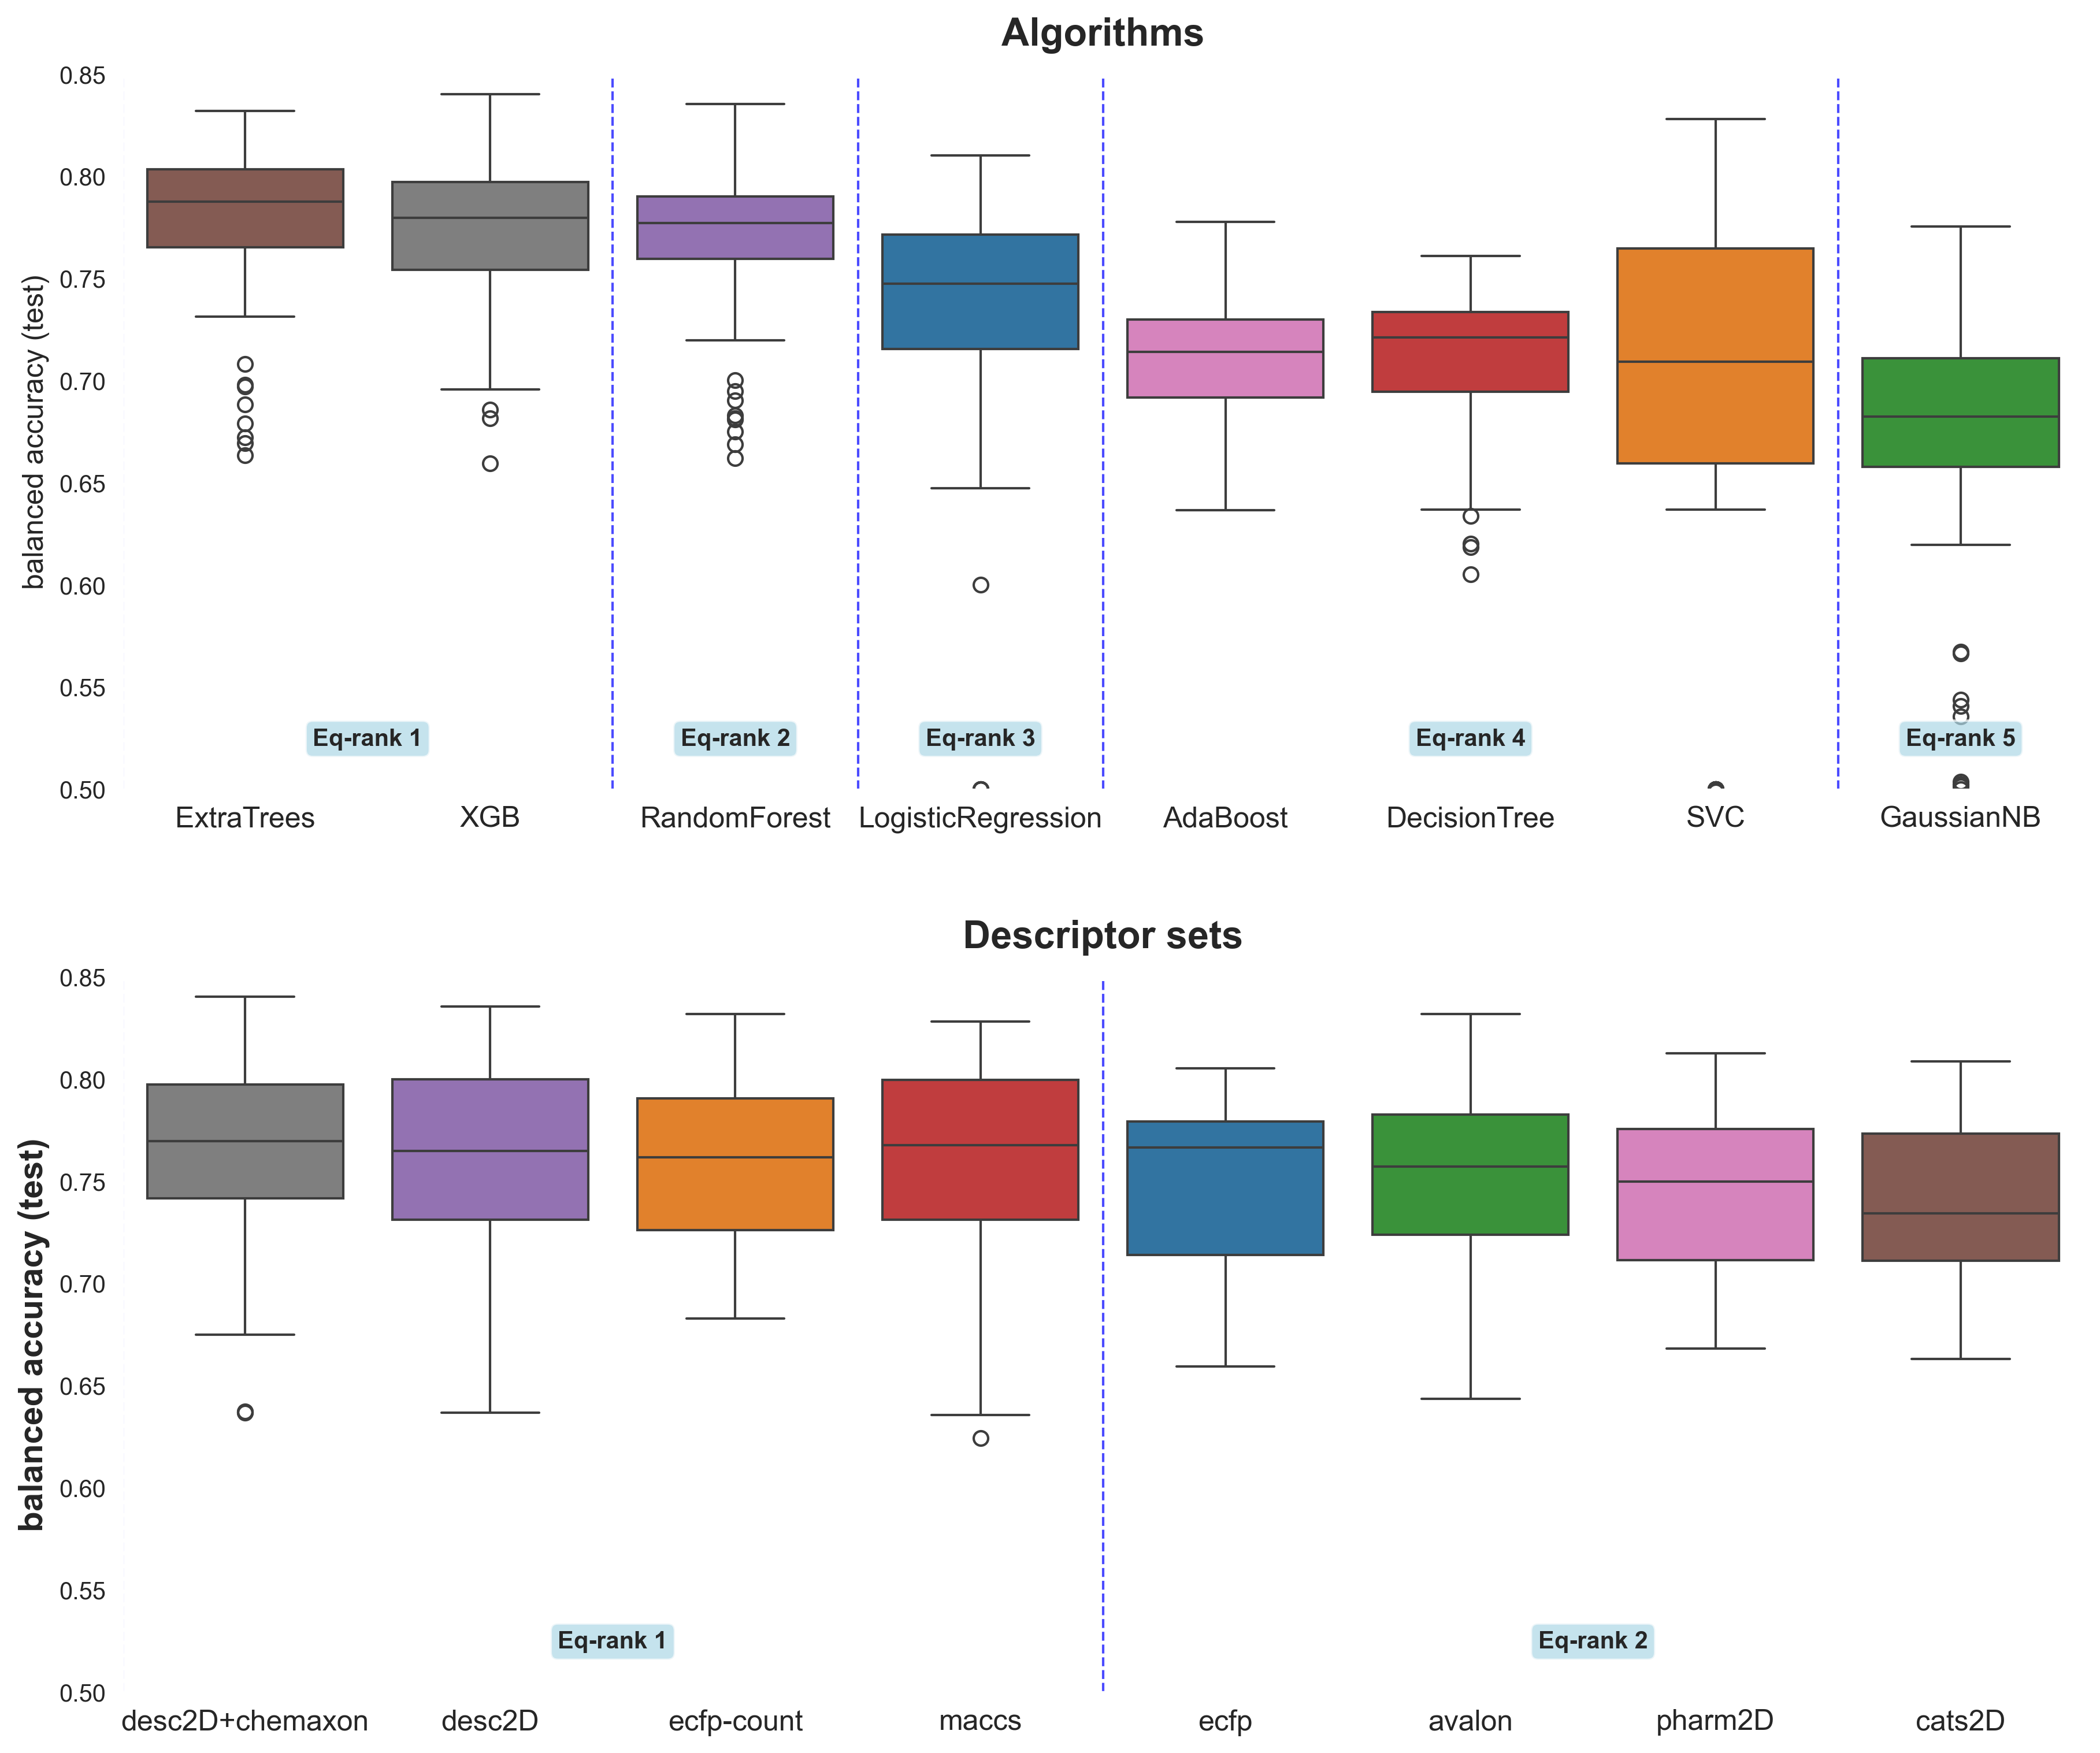 Algorithms
balanced accuracy (test)
0.85
0.80
0.75
0.70
0.65
0.60
0.55
0.50
Eq-rank 1
Eq-rank 2
Eq-rank 3
Eq-rank 4
Eq-rank 5
ExtraTrees
XGB
RandomForest
LogisticRegression
AdaBoost
DecisionTree
SVC
GaussianNB
Descriptor sets
balanced accuracy (test)
0.85
0.80
0.75
0.70
0.65
0.60
0.55
0.50
Eq-rank 1
Eq-rank 2
desc2D+chemaxon
desc2D
ecfp-count
maccs
ecfp
avalon
pharm2D
cats2D